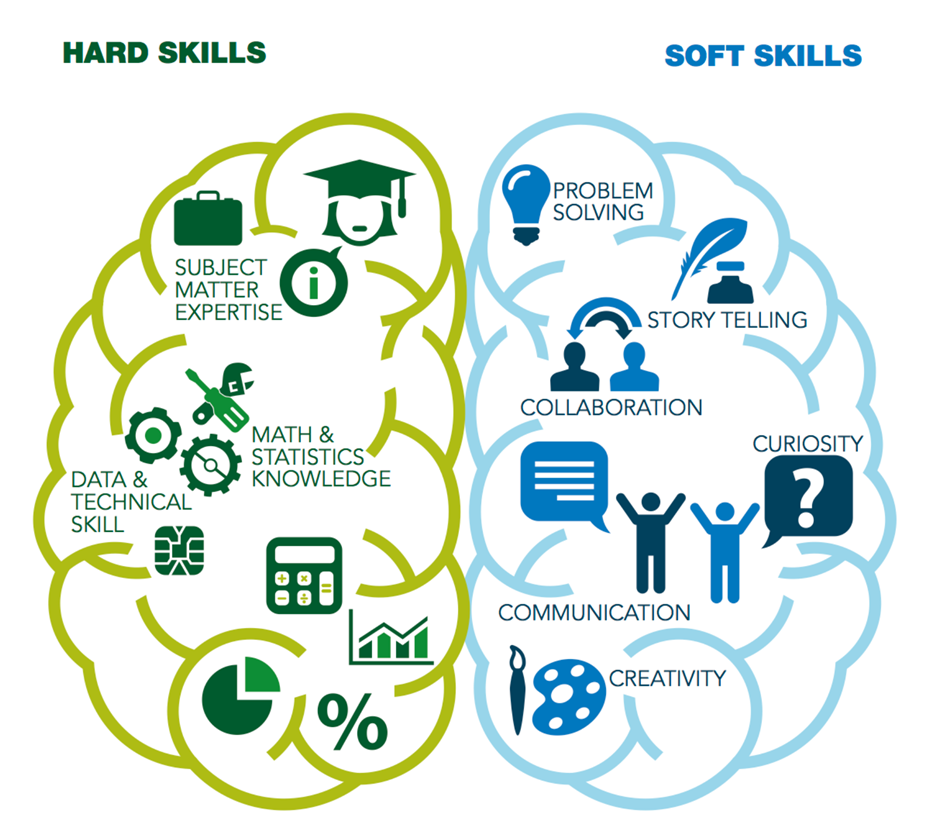 HARD SKILLS
SOFT SKILLS
SUBJECT
MATTER
EXPERTISE
i
MATH &
STATISTICS
KNOWLEDGE
DATA &
TECHNICAL
SKILL
%
PROBLEM
SOLVING
STORY TELLING
COLLABORATION
CURIOSITY
?
COMMUNICATION
CREATIVITY